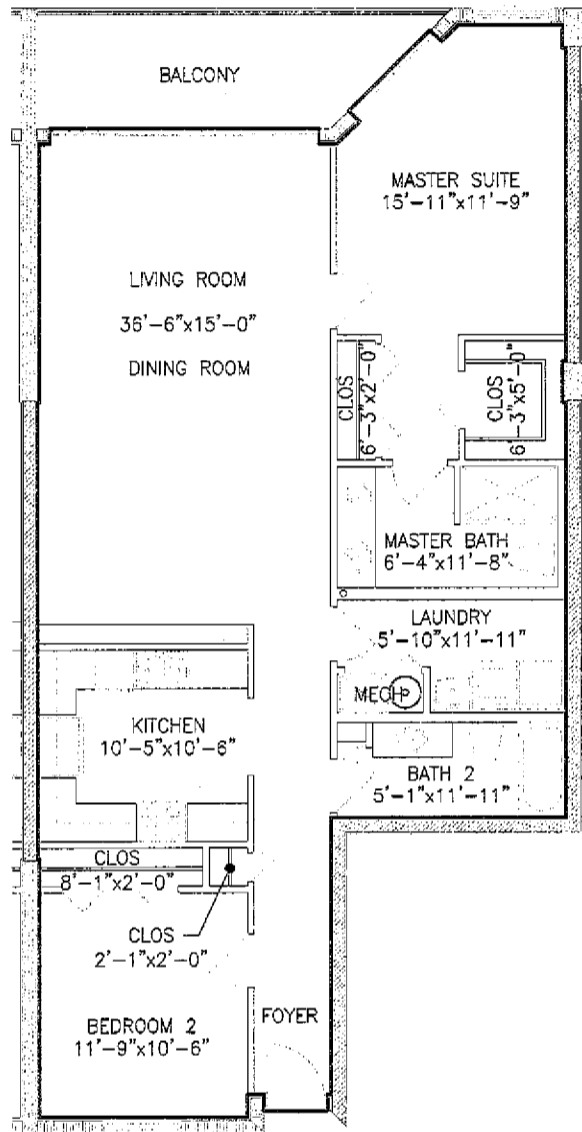 BALCONY
MASTER SUITE
15'-11"x11'-9"
LIVING ROOM
36'-6"x15'-0"
DINING ROOM
CLOS
6'-3"x2'-0"
CLOS
6'-3"x5'-0"
MASTER BATH
6'-4"x11'-8"
LAUNDRY
5'-10"x11'-11"
MECH
KITCHEN
10'-5"x10'-6"
BATH 2
5'-1"x11'-11"
CLOS
8'-1"x2'-0"
CLOS
2'-1"x2'-0"
FOYER
BEDROOM 2
11'-9"x10'-6"